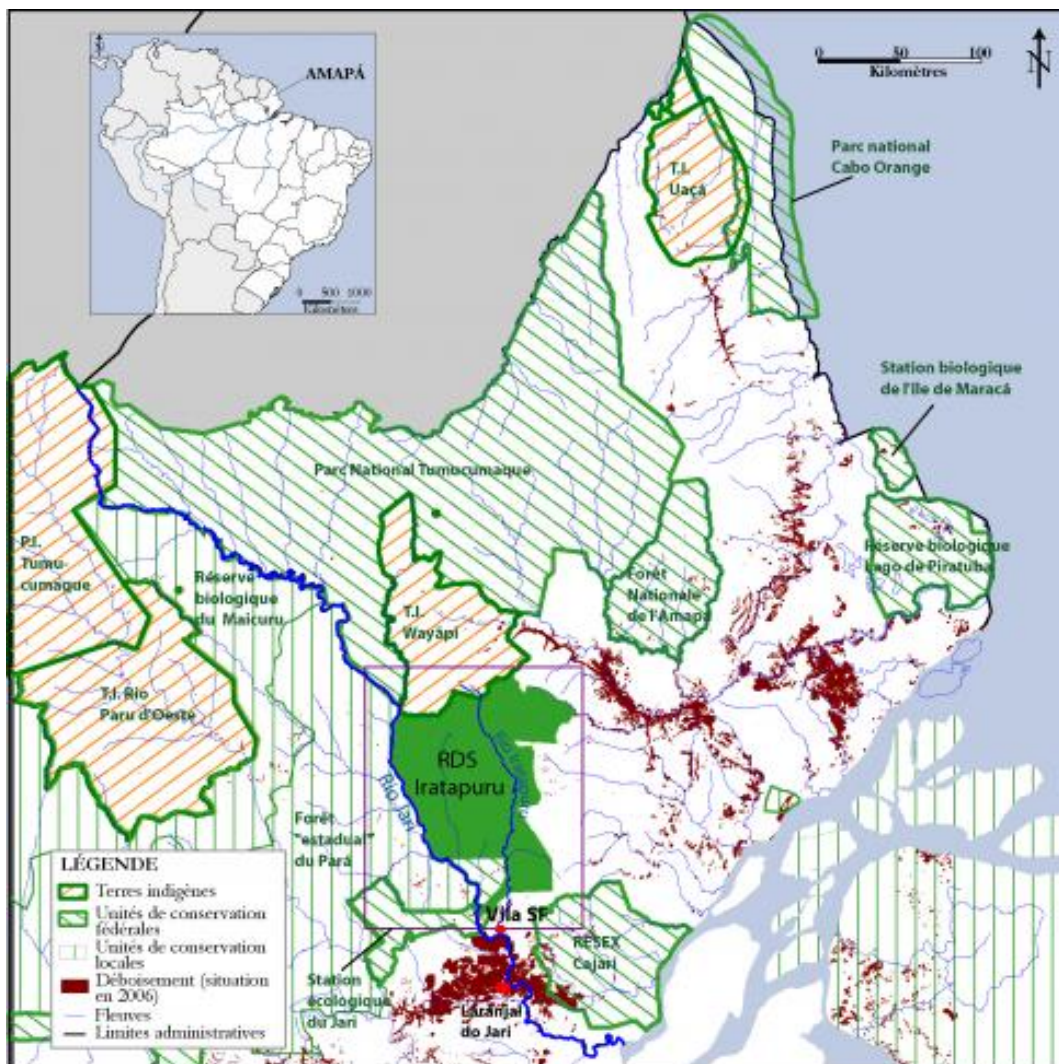 AMAPÁ
0 500 1000
Kilomètres
0 50 100
Kilomètres
N
Parc national
Cabo Orange
T.I.
Uaçá
Station biologique
de l'Ile de Maracá
Parc National Tumucumaque
P.I.
Tumu-
cumaque
Réserve
biologique
du Maicuru
T.I.
Wayãpi
Forêt
Nationale
de l'Amapá
Réserve biologique
Lago de Piratuba
T.I. Rio
Paru d'Oeste
RDS
Iratapuru
Rio Iratapuru
Rio Jari
Forêt
"estadual"
du Pará
Vila SF
RESEX
Cajari
Station
écologique
du Jari
Laranjal
do Jari
LÉGENDE
Terres indigènes
Unités de conservation
fédérales
Unités de conservation
locales
Déboisement (situation
en 2006)
Fleuves
Limites administratives